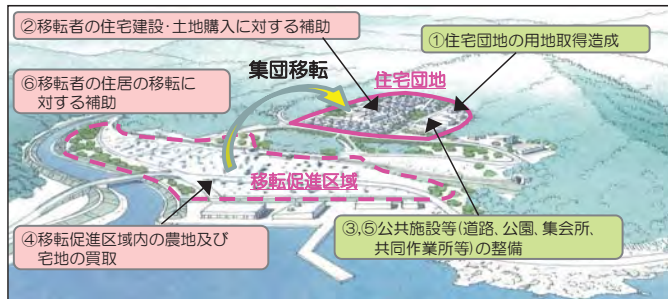 ②移転者の住宅建設・土地購入に対する補助
①住宅団地の用地取得造成
⑥移転者の住居の移転に
対する補助
集団移転
住宅団地
移転促進区域
④移転促進区域内の農地及び
宅地の買取
③,⑤公共施設等(道路、公園、集会所、
共同作業所等)の整備